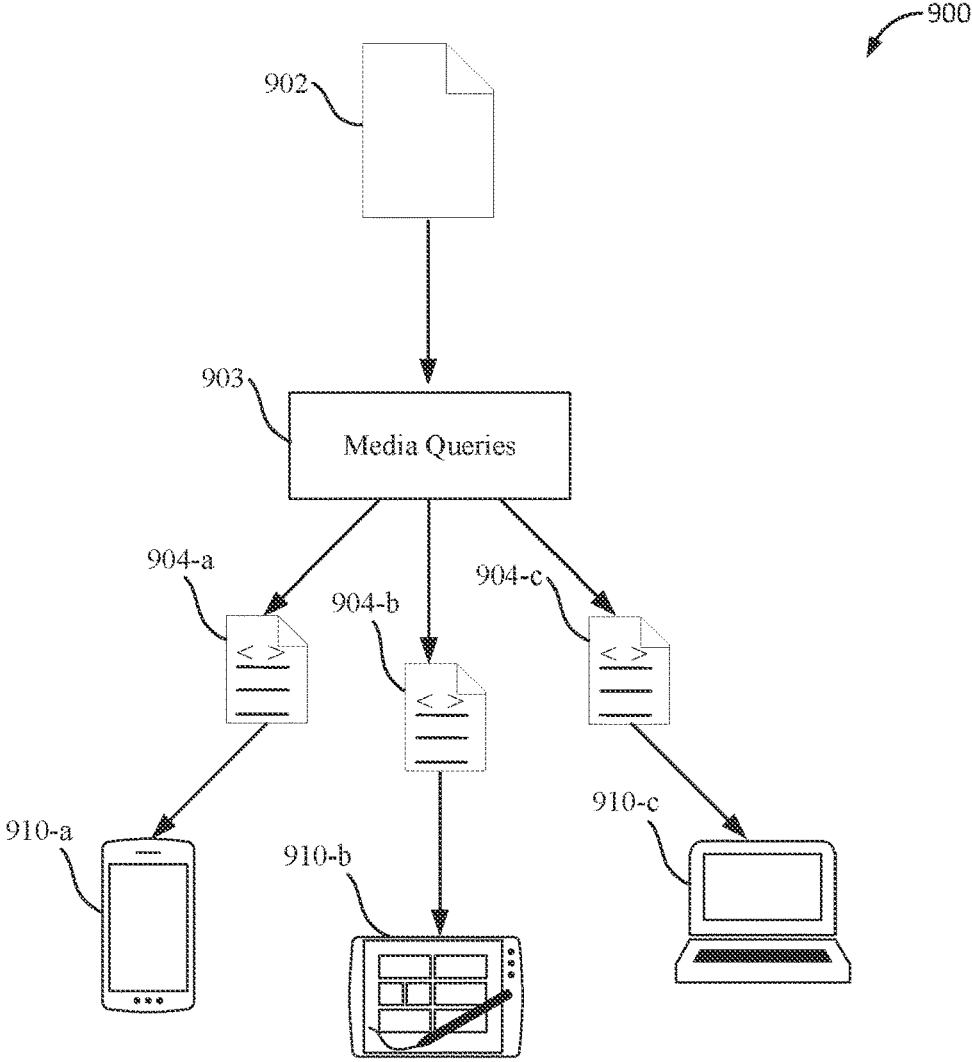 900
902
903
Media Queries
904-a
904-b
904-c
< >
< >
< >
910-a
910-b
910-c